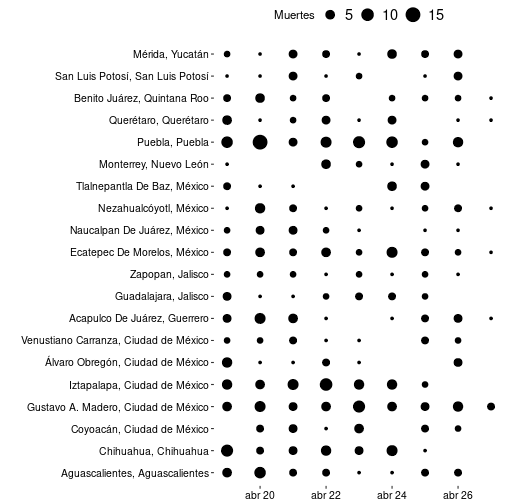 Muertes 5 10 15
Mérida, Yucatán
San Luis Potosí, San Luis Potosí
Benito Juárez, Quintana Roo
Querétaro, Querétaro
Puebla, Puebla
Monterrey, Nuevo León
Tlalnepantla De Baz, México
Nezahualcóyotl, México
Naucalpan De Juárez, México
Ecatepec De Morelos, México
Zapopan, Jalisco
Guadalajara, Jalisco
Acapulco De Juárez, Guerrero
Venustiano Carranza, Ciudad de México
Álvaro Obregón, Ciudad de México
Iztapalapa, Ciudad de México
Gustavo A. Madero, Ciudad de México
Coyoacán, Ciudad de México
Chihuahua, Chihuahua
Aguascalientes, Aguascalientes
abr 20 abr 22 abr 24 abr 26